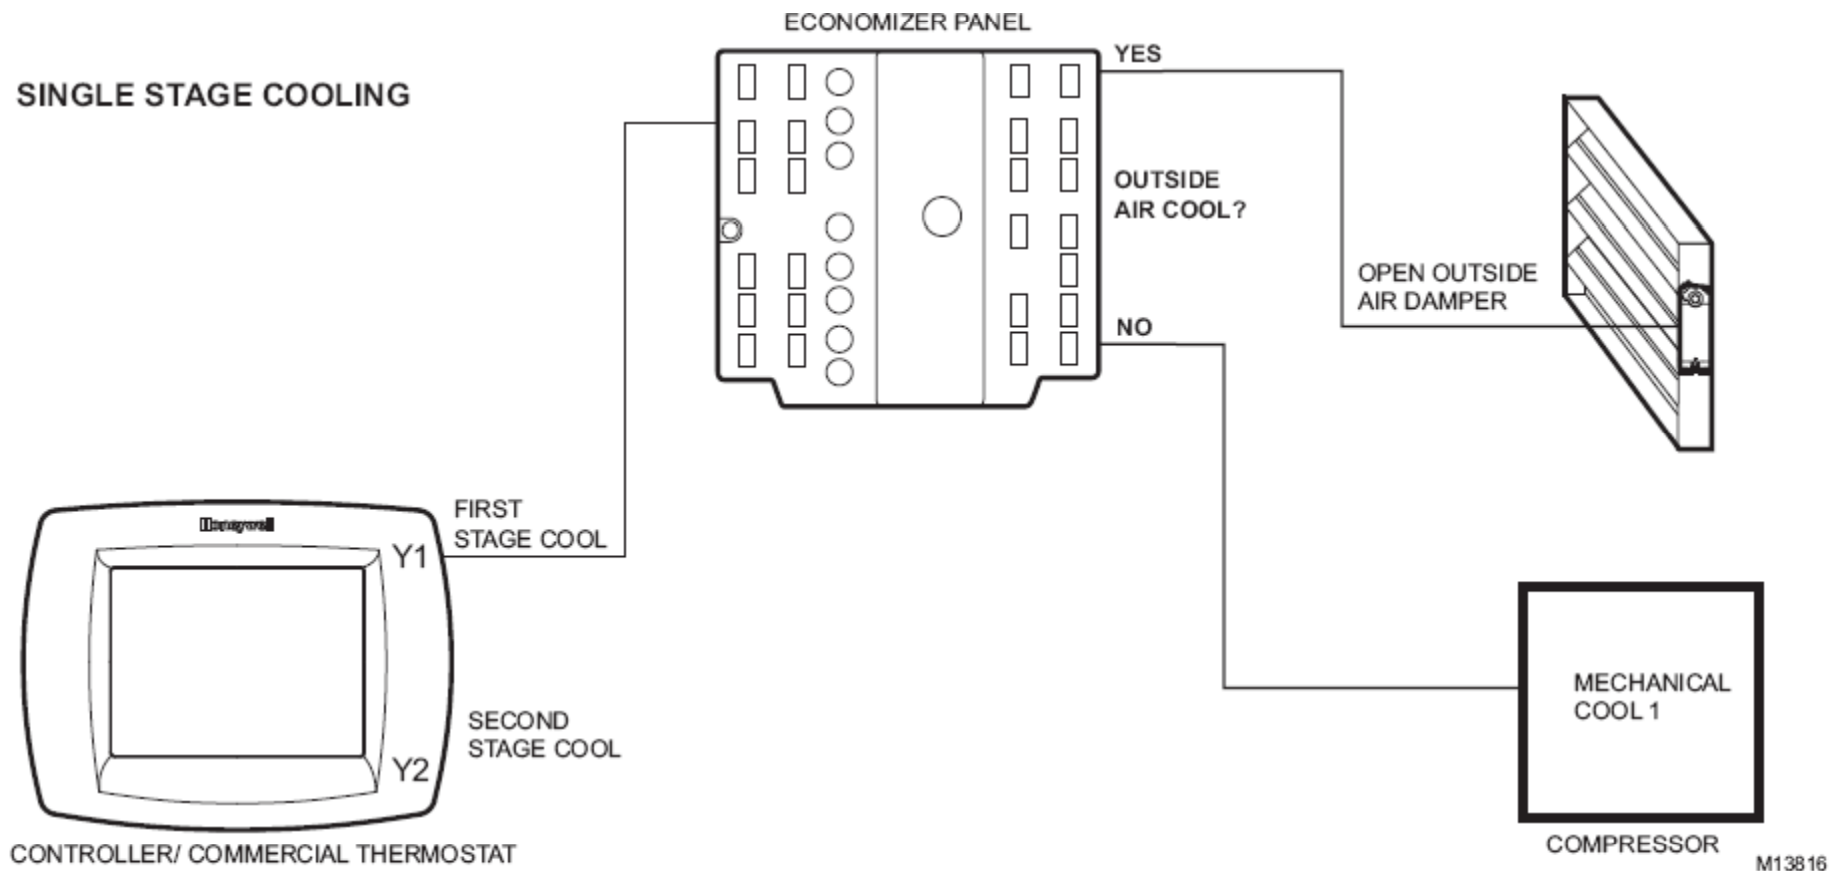 ECONOMIZER PANEL
SINGLE STAGE COOLING
YES
OUTSIDE
AIR COOL?
OPEN OUTSIDE
AIR DAMPER
NO
Honeywell
Y1
FIRST
STAGE COOL
SECOND
STAGE COOL
Y2
MECHANICAL
COOL 1
CONTROLLER/ COMMERCIAL THERMOSTAT
COMPRESSOR
M13816